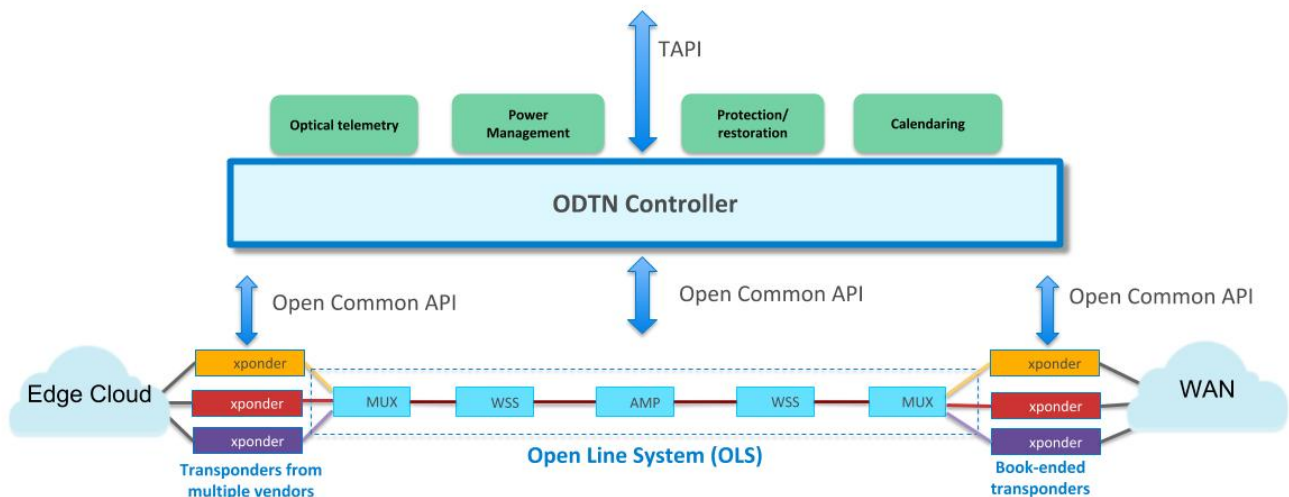 TAPI
Optical telemetry
Power
Management
Protection/
restoration
Calendaring
ODTN Controller
Open Common API
Open Common API
Open Common API
Edge Cloud
xponder
xponder
xponder
MUX
WSS
AMP
WSS
MUX
xponder
xponder
xponder
WAN
Transponders from
multiple vendors
Open Line System (OLS)
Book-ended
transponders